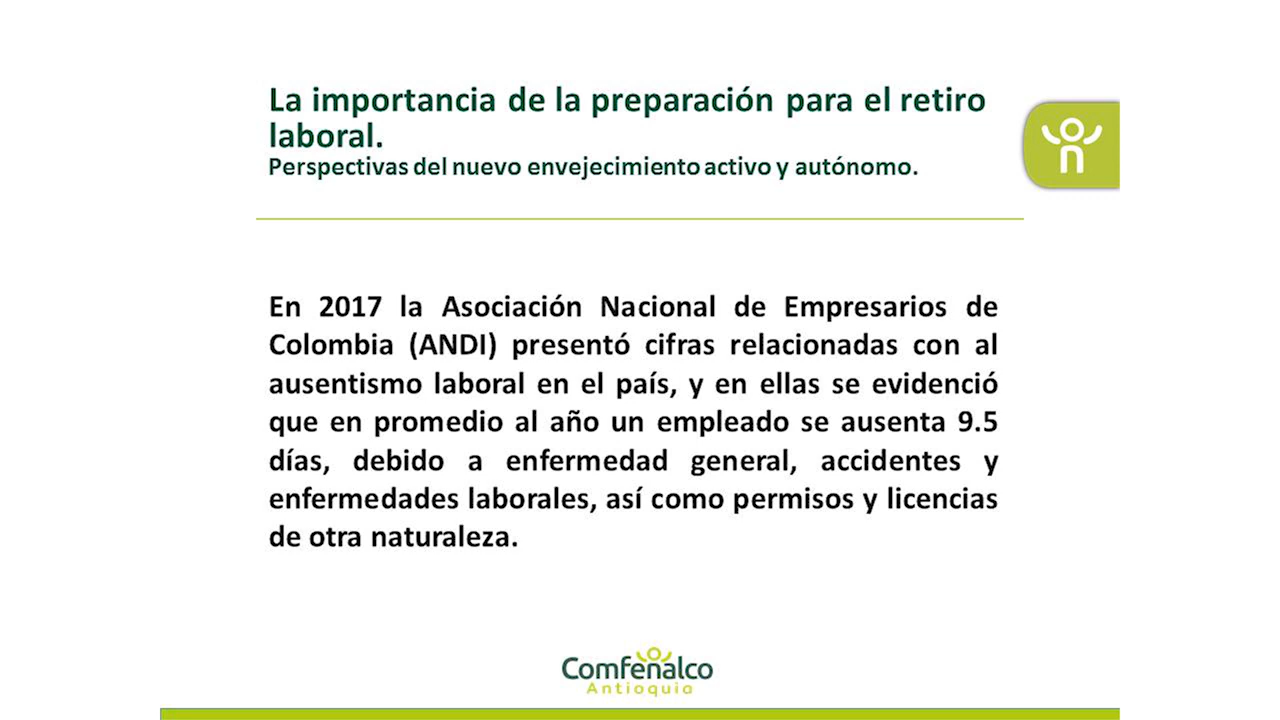 La importancia de la preparación para el retiro
laboral.
Perspectivas del nuevo envejecimiento activo y autónomo.
En 2017 la Asociación Nacional de Empresarios de
Colombia (ANDI) presentó cifras relacionadas con al
ausentismo laboral en el país, y en ellas se evidenció
que en promedio al año un empleado se ausenta 9.5
días, debido a enfermedad general, accidentes y
enfermedades laborales, así como permisos y licencias
de otra naturaleza.
Comfenalco
Antioquia